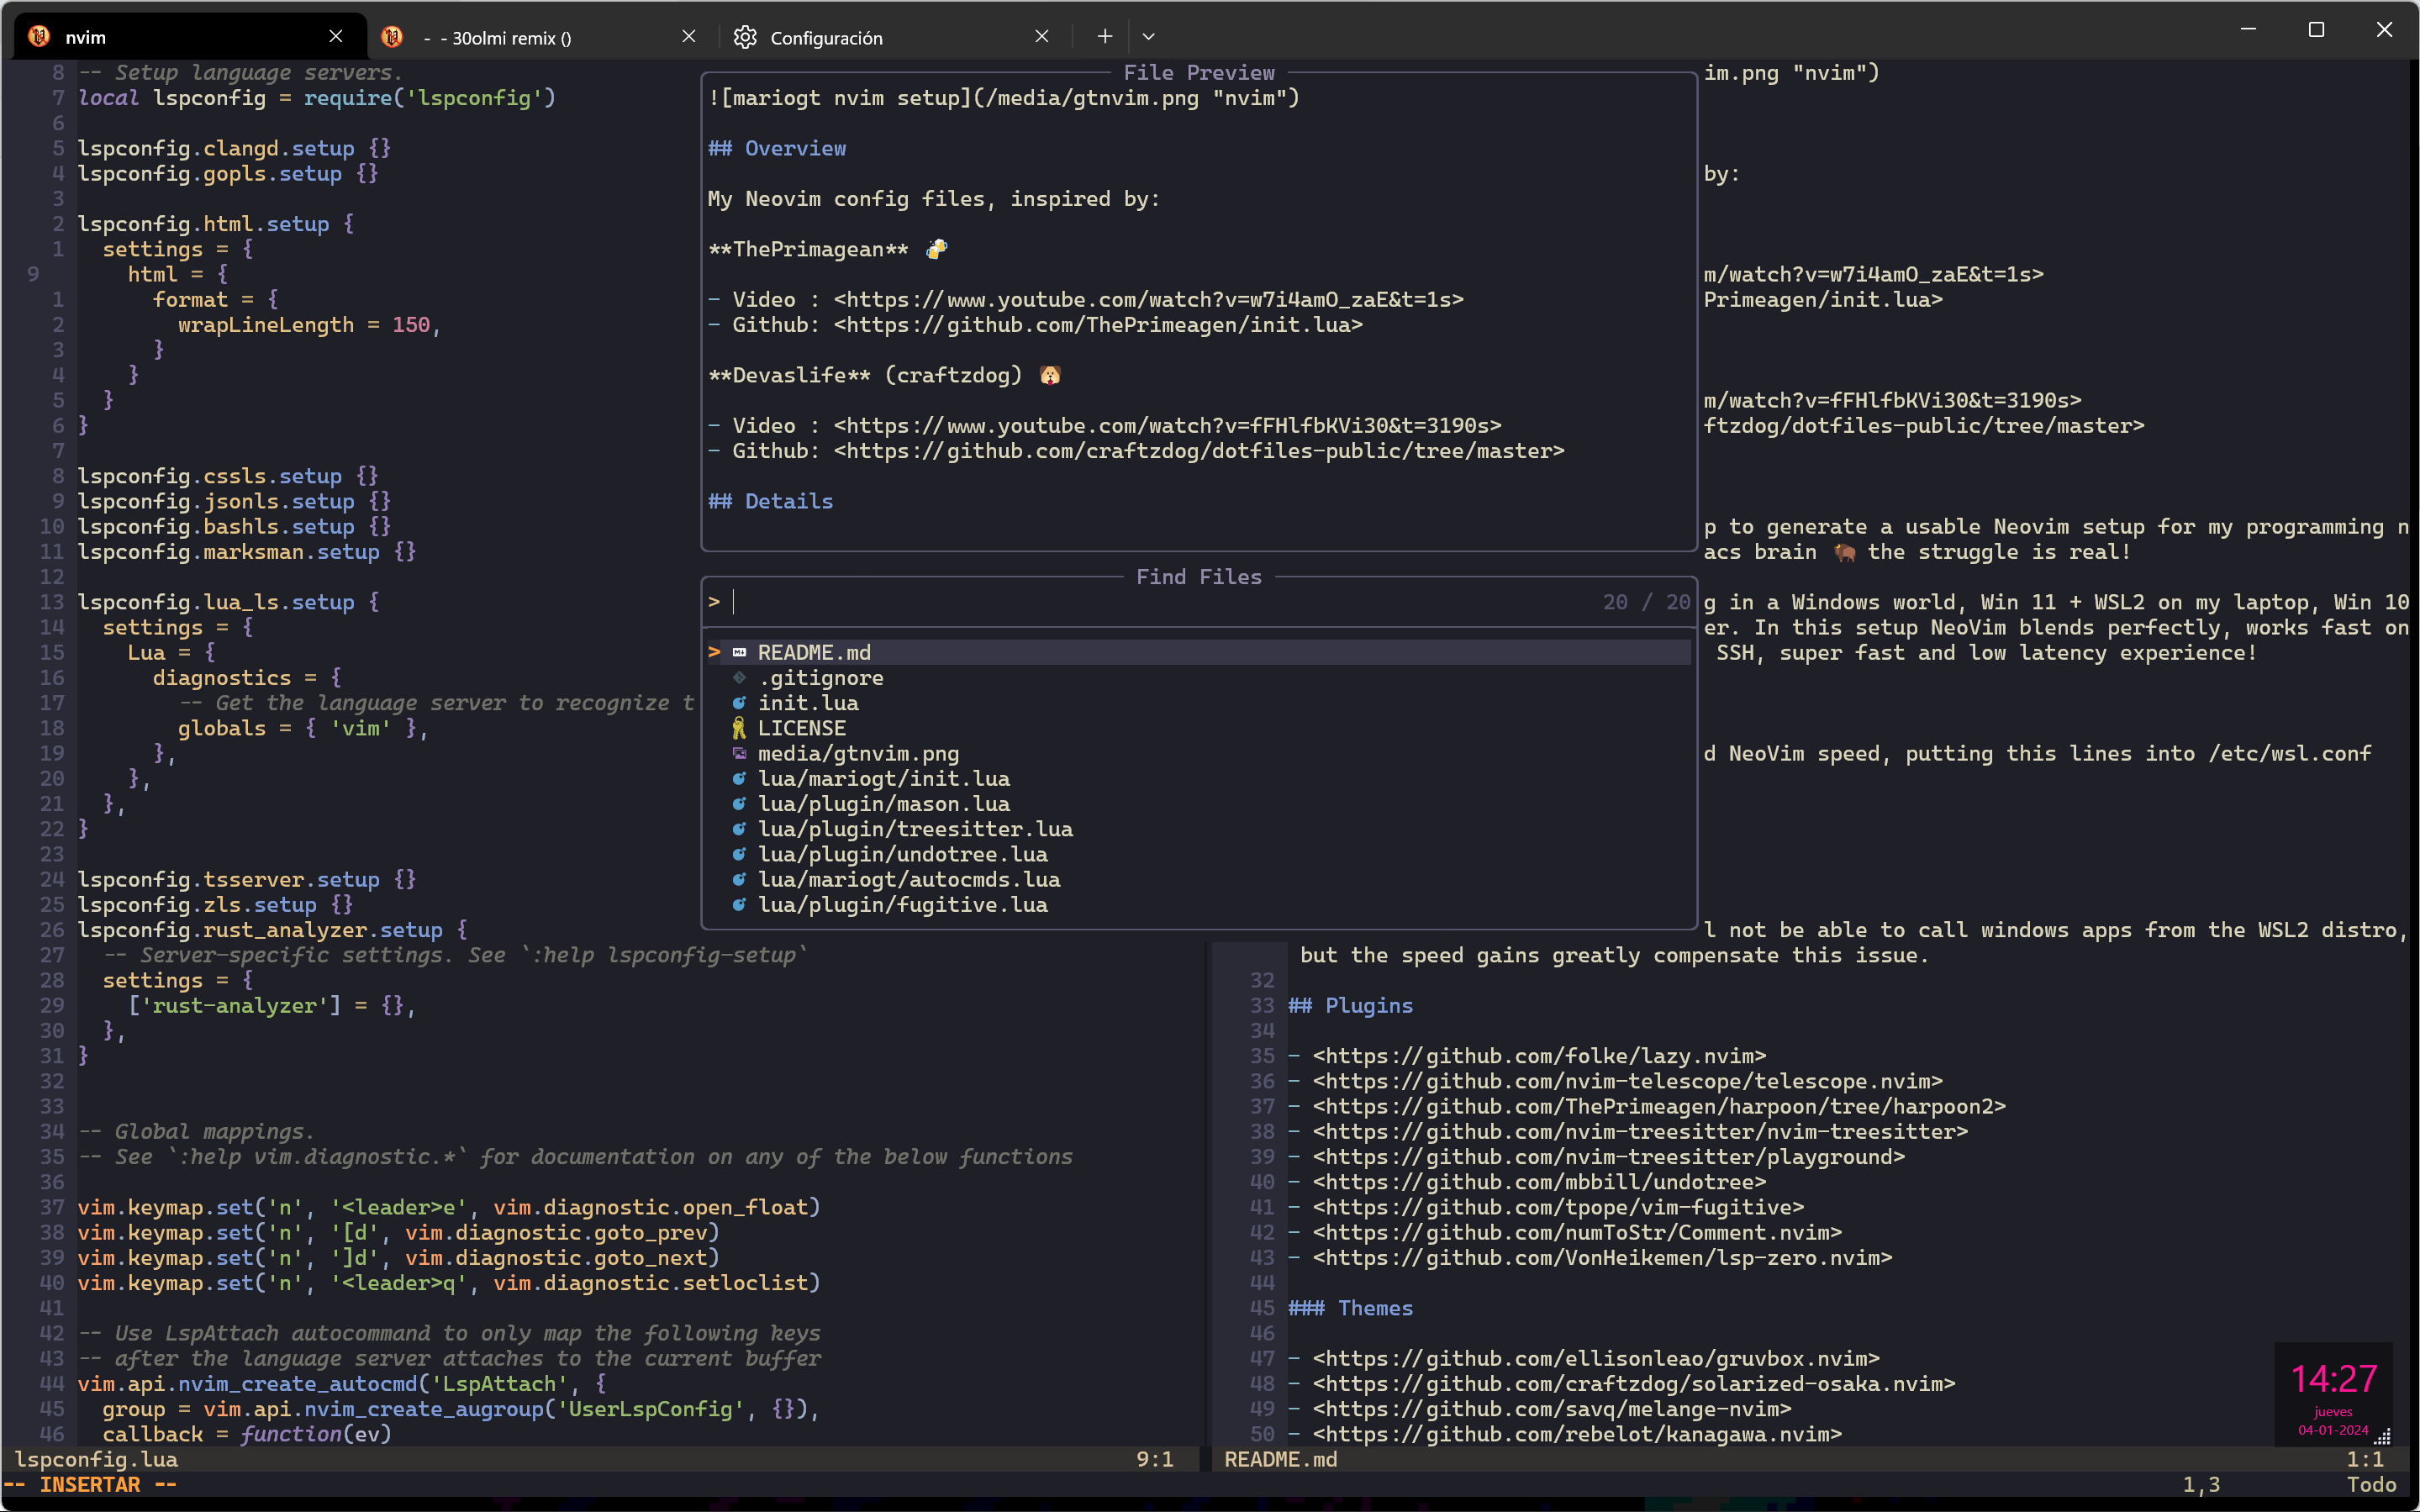 nvim
- - 30olmi remix ()
Configuración
8 -- Setup language servers.
7 local lspconfig = require('lspconfig')
6
5 lspconfig.clangd.setup {}
4 lspconfig.gopls.setup {}
3
2 lspconfig.html.setup {
1 settings = {
9 html = {
1 format = {
2 wrapLineLength = 150,
3 }
4 }
5 }
6 }
7
8 lspconfig.cssls.setup {}
9 lspconfig.jsonls.setup {}
10 lspconfig.bashls.setup {}
11 lspconfig.marksman.setup {}
12
13 lspconfig.lua_ls.setup {
14 settings = {
15 Lua = {
16 diagnostics = {
17 -- Get the language server to recognize t
18 globals = { 'vim' },
19 },
20 },
21 },
22 }
23
24 lspconfig.tsserver.setup {}
25 lspconfig.zls.setup {}
26 lspconfig.rust_analyzer.setup {
27 -- Server-specific settings. See `:help lspconfig-setup`
28 settings = {
29 ['rust-analyzer'] = {},
30 },
31 }
32
33
34 -- Global mappings.
35 -- See `:help vim.diagnostic.*` for documentation on any of the below functions
36
37 vim.keymap.set('n', '<leader>e', vim.diagnostic.open_float)
38 vim.keymap.set('n', '[d', vim.diagnostic.goto_prev)
39 vim.keymap.set('n', ']d', vim.diagnostic.goto_next)
40 vim.keymap.set('n', '<leader>q', vim.diagnostic.setloclist)
41
42 -- Use LspAttach autocommand to only map the following keys
43 -- after the language server attaches to the current buffer
44 vim.api.nvim_create_autocmd('LspAttach', {
45 group = vim.api.nvim_create_augroup('UserLspConfig', {}),
46 callback = function(ev)
File Preview
![mariogt nvim setup](/media/gtnvim.png "nvim")
## Overview
My Neovim config files, inspired by:
**ThePrimagean** 🍻
- Video : <https://www.youtube.com/watch?v=w7i4amO_zaE&t=1s>
- Github: <https://github.com/ThePrimeagen/init.lua>
**Devaslife** (craftzdog) 🐶
- Video : <https://www.youtube.com/watch?v=fFHlfbKVi30&t=3190s>
- Github: <https://github.com/craftzdog/dotfiles-public/tree/master>
## Details
Find Files
> 20 / 20
> README.md
.gitignore
init.lua
LICENSE
media/gtnvim.png
lua/mariogt/init.lua
lua/plugin/mason.lua
lua/plugin/treesitter.lua
lua/plugin/undotree.lua
lua/mariogt/autocmds.lua
lua/plugin/fugitive.lua
im.png "nvim")
by:
m/watch?v=w7i4amO_zaE&t=1s>
Primeagen/init.lua>
m/watch?v=fFHlfbKVi30&t=3190s>
ftzdog/dotfiles-public/tree/master>
p to generate a usable Neovim setup for my programming n
acs brain 🐂 the struggle is real!
g in a Windows world, Win 11 + WSL2 on my laptop, Win 10
er. In this setup NeoVim blends perfectly, works fast on
SSH, super fast and low latency experience!
d NeoVim speed, putting this lines into /etc/wsl.conf
l not be able to call windows apps from the WSL2 distro,
but the speed gains greatly compensate this issue.
32
33 ## Plugins
34
35 - <https://github.com/folke/lazy.nvim>
36 - <https://github.com/nvim-telescope/telescope.nvim>
37 - <https://github.com/ThePrimeagen/harpoon/tree/harpoon2>
38 - <https://github.com/nvim-treesitter/nvim-treesitter>
39 - <https://github.com/nvim-treesitter/playground>
40 - <https://github.com/mbbill/undotree>
41 - <https://github.com/tpope/vim-fugitive>
42 - <https://github.com/numToStr/Comment.nvim>
43 - <https://github.com/VonHeikemen/lsp-zero.nvim>
44
45 ### Themes
46
47 - <https://github.com/ellisonleao/gruvbox.nvim>
48 - <https://github.com/craftzdog/solarized-osaka.nvim>
49 - <https://github.com/savq/melange-nvim>
50 - <https://github.com/rebelot/kanagawa.nvim>
14:27
jueves
04-01-2024
lspconfig.lua 9:1
README.md 1:1
-- INSERTAR -- 1,3 Todo